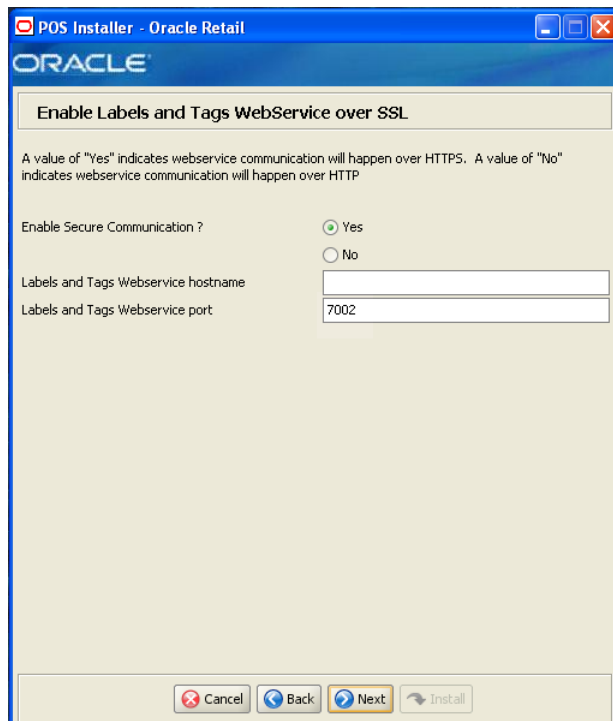 POS Installer - Oracle Retail
ORACLE
Enable Labels and Tags WebService over SSL
A value of "Yes" indicates webservice communication will happen over HTTPS. A value of "No"
indicates webservice communication will happen over HTTP
Enable Secure Communication ?
Yes
No
Labels and Tags Webservice hostname
Labels and Tags Webservice port
7002
Cancel
Back
Next
Install